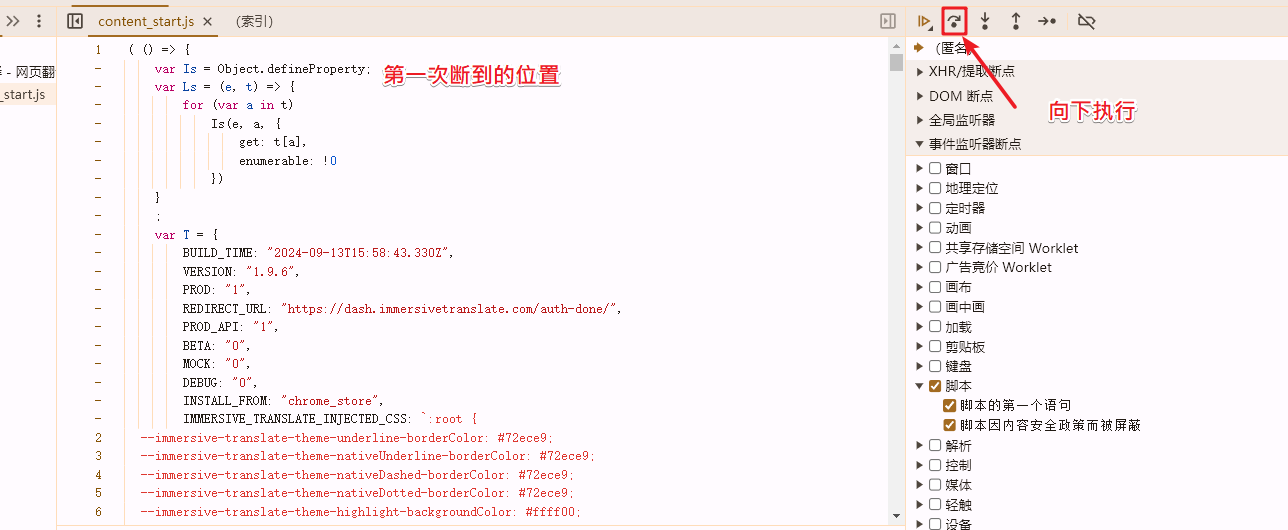 content_start.js ×
(索引)
- 网页翻
_start.js
1 ( () => {
- var Is = Object.defineProperty;
- var Ls = (e, t) => {
- for (var a in t)
- Is(e, a, {
- get: t[a],
- enumerable: !0
- })
- }
- ;
- var T = {
- BUILD_TIME: "2024-09-13T15:58:43.330Z",
- VERSION: "1.9.6",
- PROD: "1",
- REDIRECT_URL: "https://dash.immersivetranslate.com/auth-done/",
- PROD_API: "1",
- BETA: "0",
- MOCK: "0",
- DEBUG: "0",
- INSTALL_FROM: "chrome_store",
- IMMERSIVE_TRANSLATE_INJECTED_CSS: `:root {
2 --immersive-translate-theme-underline-borderColor: #72ece9;
3 --immersive-translate-theme-nativeUnderline-borderColor: #72ece9;
4 --immersive-translate-theme-nativeDashed-borderColor: #72ece9;
5 --immersive-translate-theme-nativeDotted-borderColor: #72ece9;
6 --immersive-translate-theme-highlight-backgroundColor: #ffff00;
第一次断到的位置
(匿名
XHR/提取断点
DOM 断点
全局监听器
事件监听器断点
向下执行
窗口
地理定位
定时器
动画
共享存储空间 Worklet
广告竞价 Worklet
画布
画中画
加载
剪贴板
键盘
脚本
脚本的第一个语句
脚本因内容安全政策而被屏蔽
解析
控制
媒体
轻触
设备